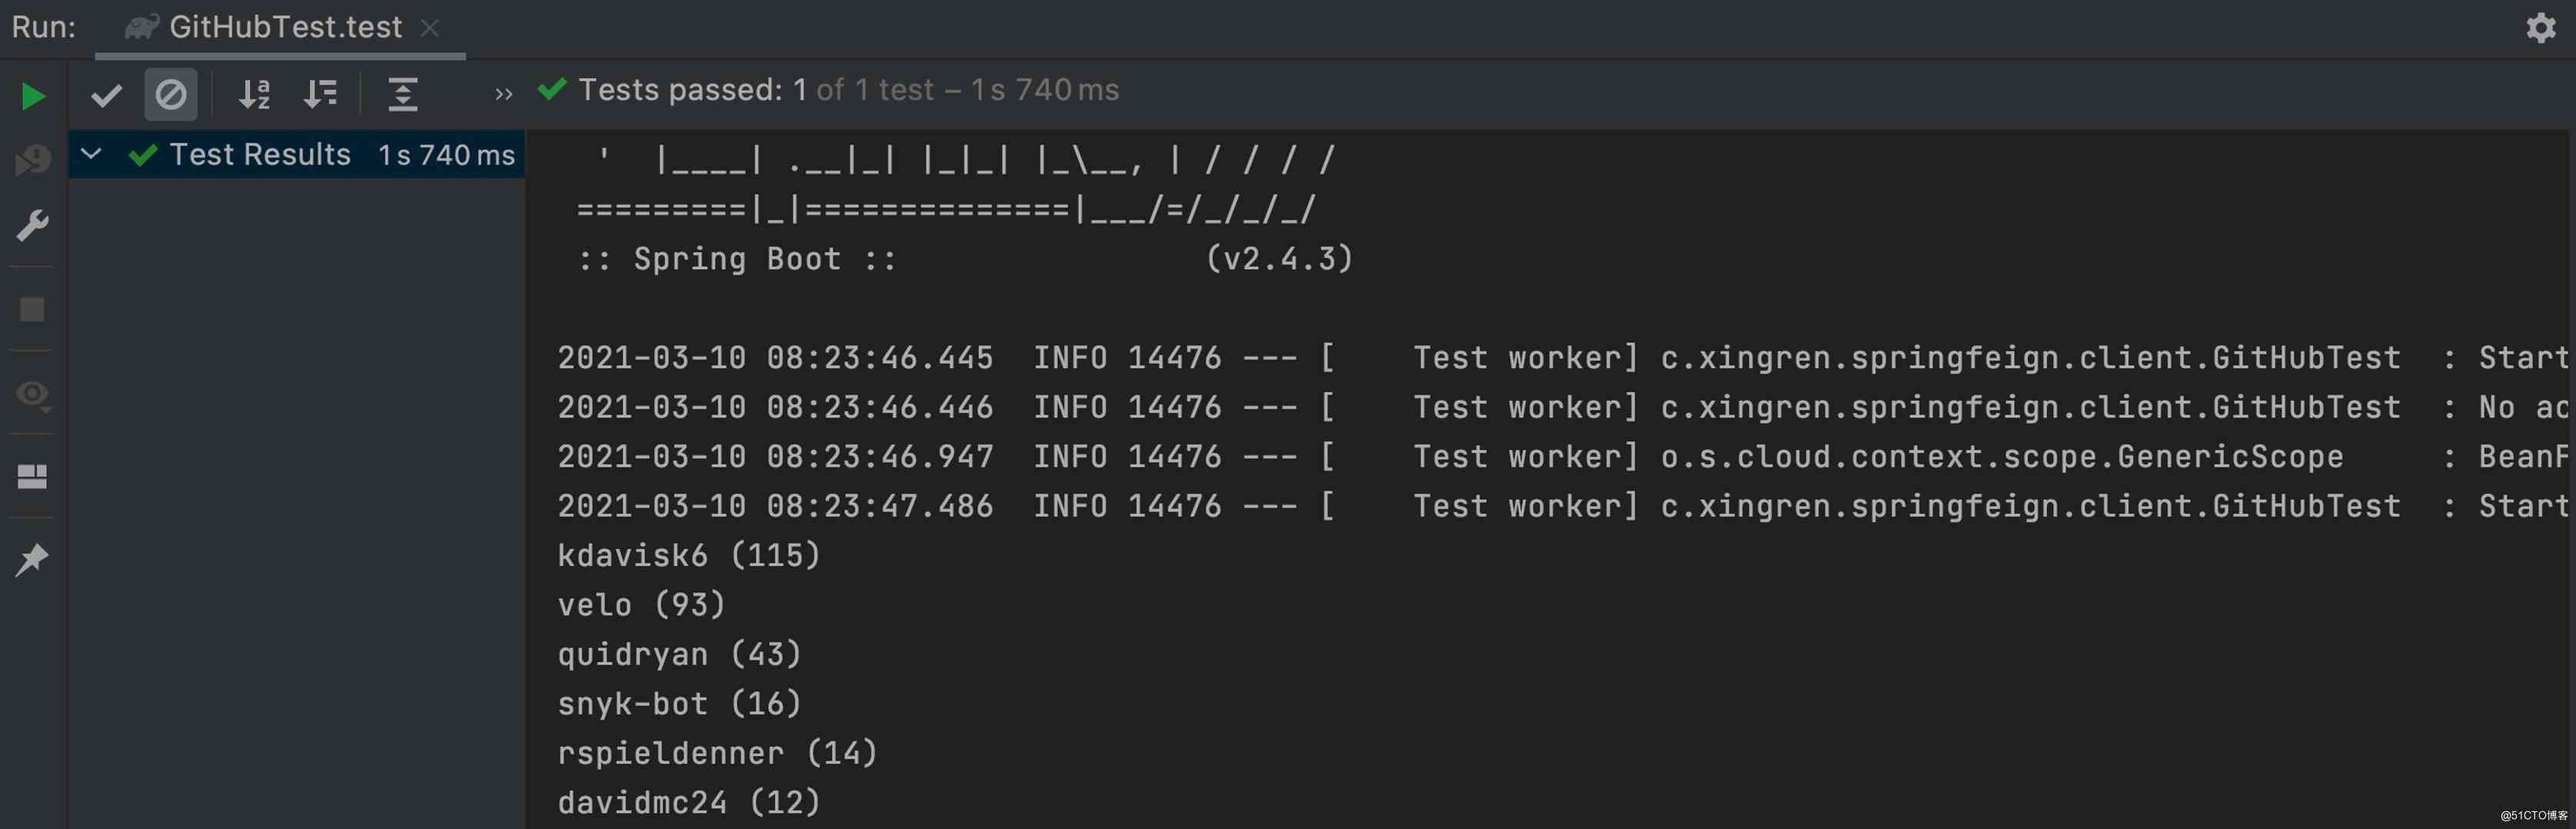 Run: GitHubTest.test
Tests passed: 1 of 1 test – 1 s 740 ms
Test Results 1 s 740 ms
'  |____| .__|_| |_|_| |_\__, | / / / /
=========|_|==============|___/=/_/_/_/
:: Spring Boot ::                (v2.4.3)
2021-03-10 08:23:46.445  INFO 14476 --- [    Test worker] c.xingren.springfeign.client.GitHubTest  : Start
2021-03-10 08:23:46.446  INFO 14476 --- [    Test worker] c.xingren.springfeign.client.GitHubTest  : No ac
2021-03-10 08:23:46.947  INFO 14476 --- [    Test worker] o.s.cloud.context.scope.GenericScope     : BeanF
2021-03-10 08:23:47.486  INFO 14476 --- [    Test worker] c.xingren.springfeign.client.GitHubTest  : Start
kdavisk6 (115)
velo (93)
quidryan (43)
snyk-bot (16)
rspieldenner (14)
davidmc24 (12)
@51CTO博客